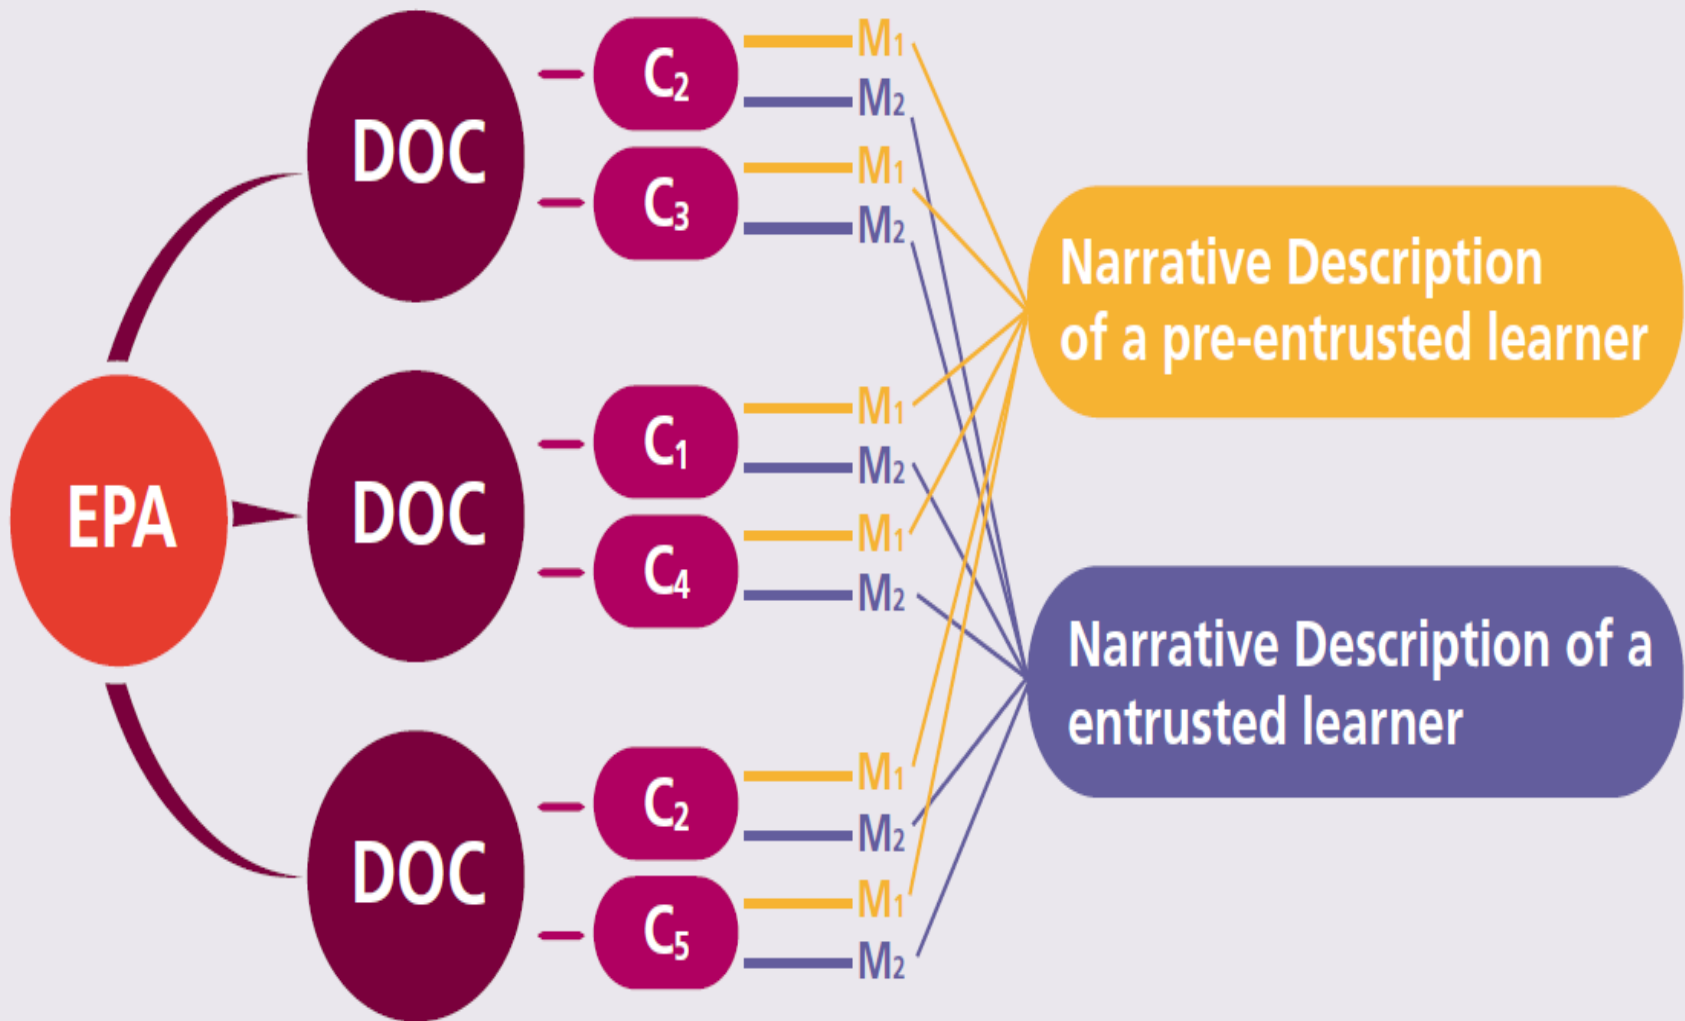 EPA
DOC
C2
M1
M2
C3
M1
M2
DOC
C1
M1
M2
C4
M1
M2
DOC
C2
M1
M2
C5
M1
M2
Narrative Description
of a pre-entrusted learner
Narrative Description of a
entrusted learner